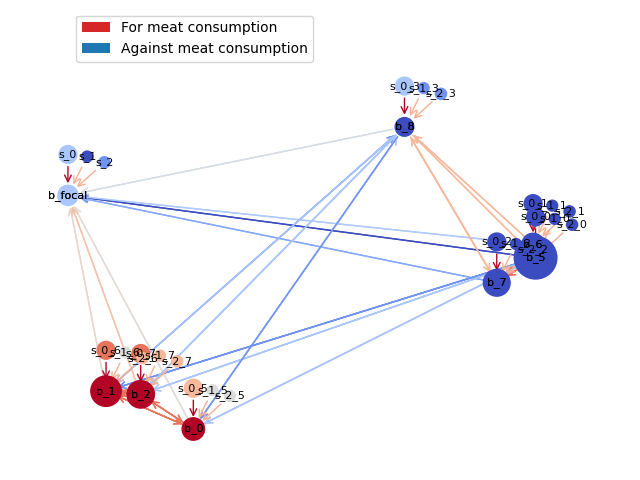 For meat consumption
Against meat consumption
s_0_3
s_1_3
s_2_3
b_8
s_0
s_1
s_2
b_focal
s_0_1
s_1_1
s_2_1
s_0_0
s_1_0
s_2_0
s_0_2
s_1_2
s_2_2
b_6
b_5
b_7
s_0_6
s_1_6
s_2_6
s_0_7
s_1_7
s_2_7
b_1
b_2
s_0_5
s_1_5
s_2_5
b_0